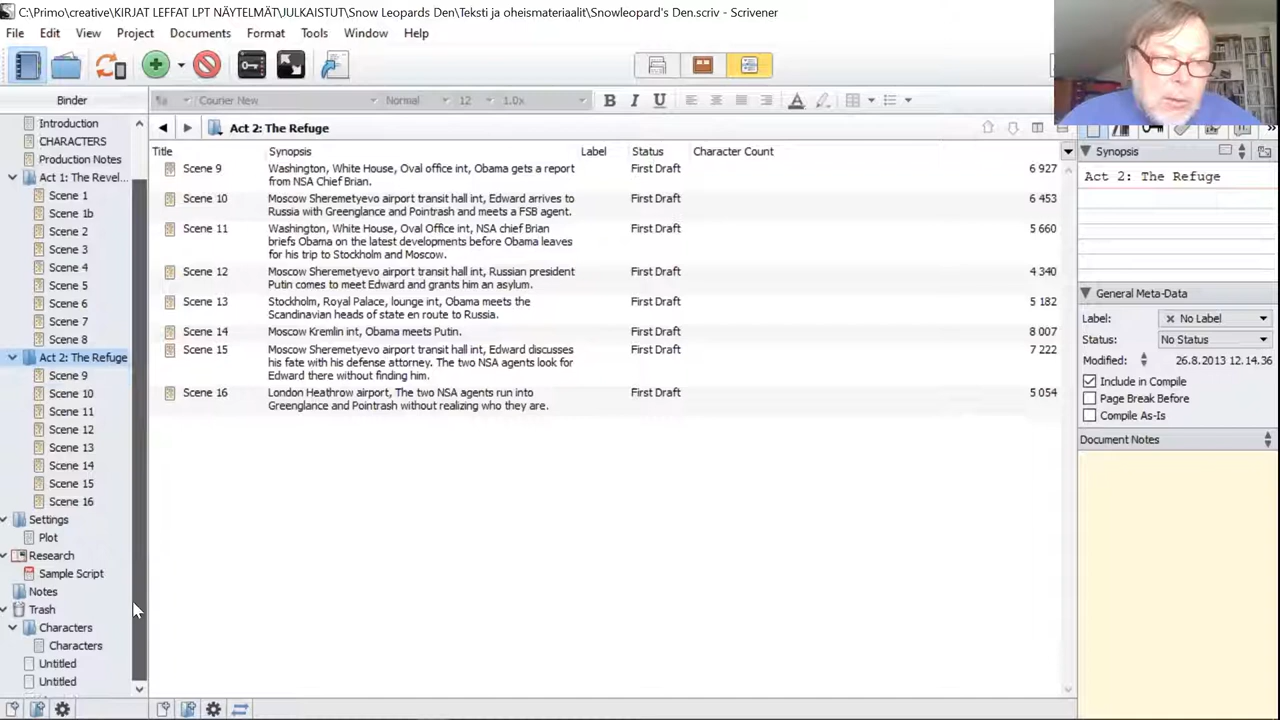 C:\Primo\creative\KIRJAT LEFFAT LPT NÄYTELMÄT\JULKAISTUT\Snow Leopards Den\Teksti ja oheismateriaalit\Snowleopard's Den.scriv - Scrivener
File Edit View Project Documents Format Tools Window Help
Binder
Courier New Normal 12 1.0x B I U A
Introduction
CHARACTERS
Production Notes
Act 1: The Revel...
Scene 1
Scene 1b
Scene 2
Scene 3
Scene 4
Scene 5
Scene 6
Scene 7
Scene 8
Act 2: The Refuge
Scene 9
Scene 10
Scene 11
Scene 12
Scene 13
Scene 14
Scene 15
Scene 16
Settings
Plot
Research
Sample Script
Notes
Trash
Characters
Characters
Untitled
Untitled
Act 2: The Refuge
Title Synopsis Label Status Character Count
Scene 9 Washington, White House, Oval office int, Obama gets a report First Draft 6 927
from NSA Chief Brian.
Scene 10 Moscow Sheremetyevo airport transit hall int, Edward arrives to First Draft 6 453
Russia with Greenglance and Pointrash and meets a FSB agent.
Scene 11 Washington, White House, Oval Office int, NSA chief Brian First Draft 5 660
briefs Obama on the latest developments before Obama leaves
for his trip to Stockholm and Moscow.
Scene 12 Moscow Sheremetyevo airport transit hall int, Russian president First Draft 4 340
Putin comes to meet Edward and grants him an asylum.
Scene 13 Stockholm, Royal Palace, lounge int, Obama meets the First Draft 5 182
Scandinavian heads of state en route to Russia.
Scene 14 Moscow Kremlin int, Obama meets Putin. First Draft 8 007
Scene 15 Moscow Sheremetyevo airport transit hall int, Edward discusses First Draft 7 222
his fate with his defense attorney. The two NSA agents look for
Edward there without finding him.
Scene 16 London Heathrow airport, The two NSA agents run into First Draft 5 054
Greenglance and Pointrash without realizing who they are.
Synopsis
Act 2: The Refuge
General Meta-Data
Label: No Label
Status: No Status
Modified: 26.8.2013 12.14.36
Include in Compile
Page Break Before
Compile As-Is
Document Notes